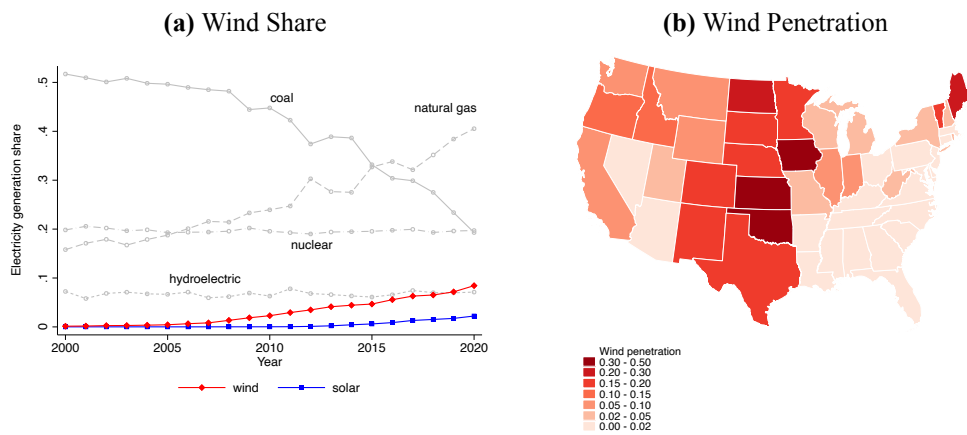 (a) Wind Share
Electricity generation share
.5
.4
.3
.2
.1
0
coal
natural gas
nuclear
hydroelectric
2000 2005 2010 2015 2020
Year
wind solar
(b) Wind Penetration
Wind penetration
0.30 - 0.50
0.20 - 0.30
0.15 - 0.20
0.10 - 0.15
0.05 - 0.10
0.02 - 0.05
0.00 - 0.02